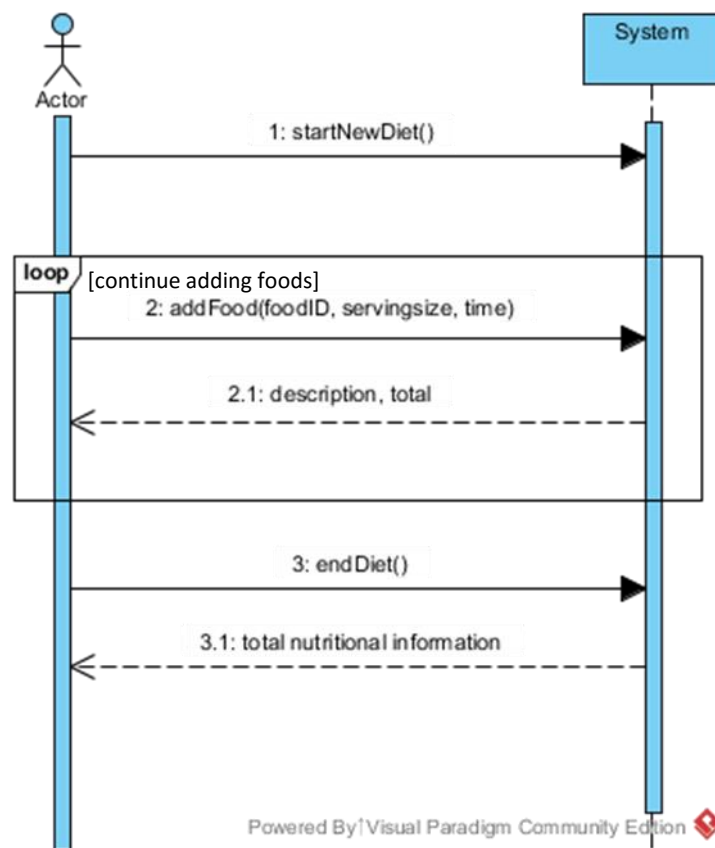 System
Actor
1: startNewDiet()
loop
[continue adding foods]
2: addFood(foodID, servingsize, time)
2.1: description, total
3: endDiet()
3.1: total nutritional information
Powered By Visual Paradigm Community Edition